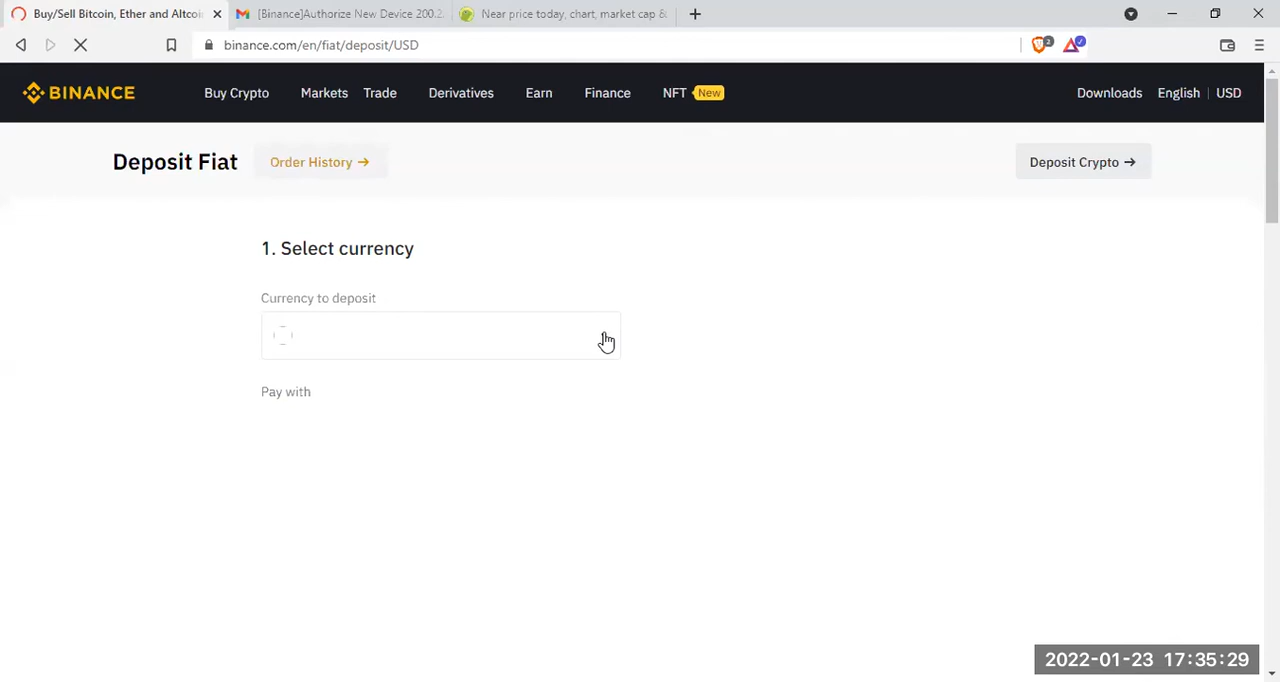 Buy/Sell Bitcoin, Ether and Altcoi
[Binance]Authorize New Device 200.2
Near price today, chart, market cap &
binance.com/en/fiat/deposit/USD
2
BINANCE
Buy Crypto
Markets
Trade
Derivatives
Earn
Finance
NFT
New
Downloads
English
USD
Deposit Fiat
Order History →
Deposit Crypto →
1. Select currency
Currency to deposit
Pay with
2022-01-23 17:35:29